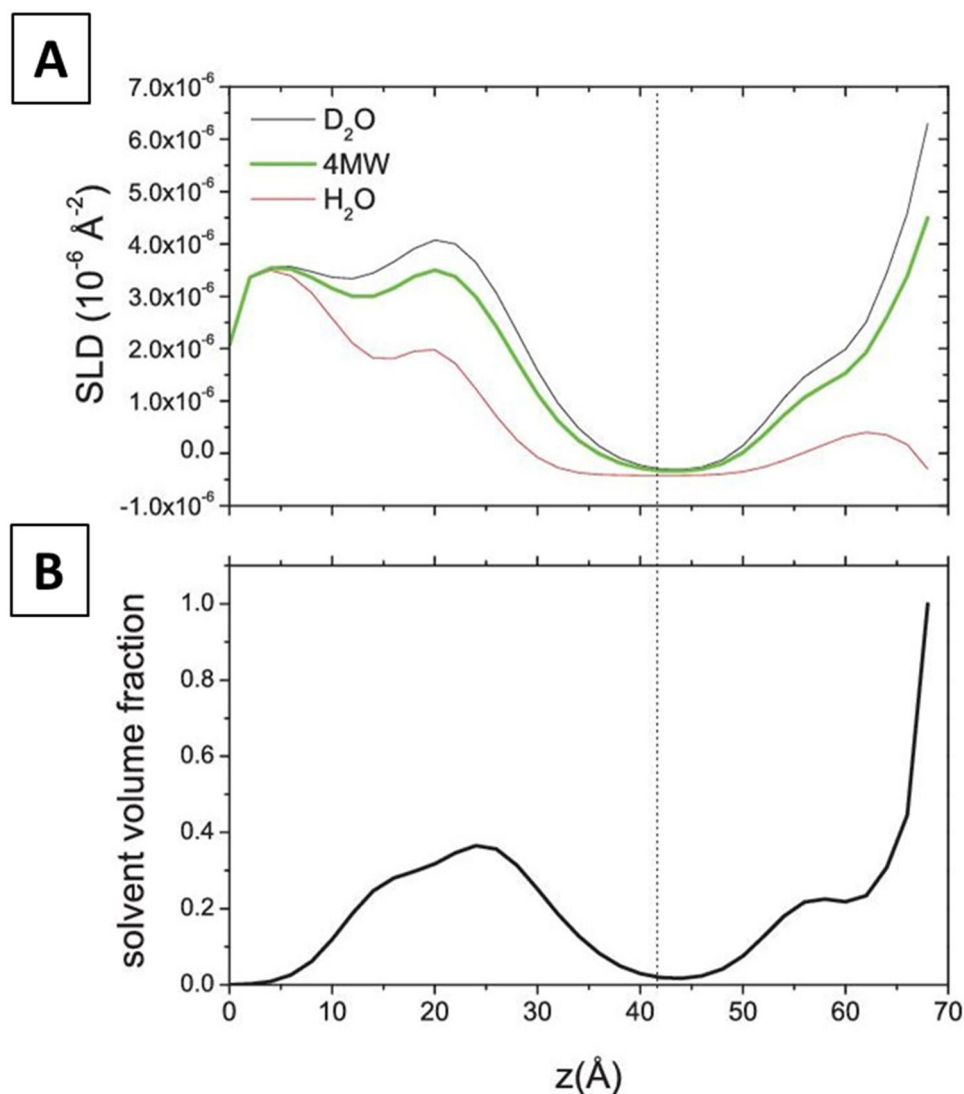 A
7.0x10⁻⁶
6.0x10⁻⁶
5.0x10⁻⁶
4.0x10⁻⁶
3.0x10⁻⁶
2.0x10⁻⁶
1.0x10⁻⁶
0.0
-1.0x10⁻⁶
SLD (10⁻⁶ Å⁻²)
D₂O
4MW
H₂O
B
1.0
0.8
0.6
0.4
0.2
0.0
solvent volume fraction
0 10 20 30 40 50 60 70
z(Å)